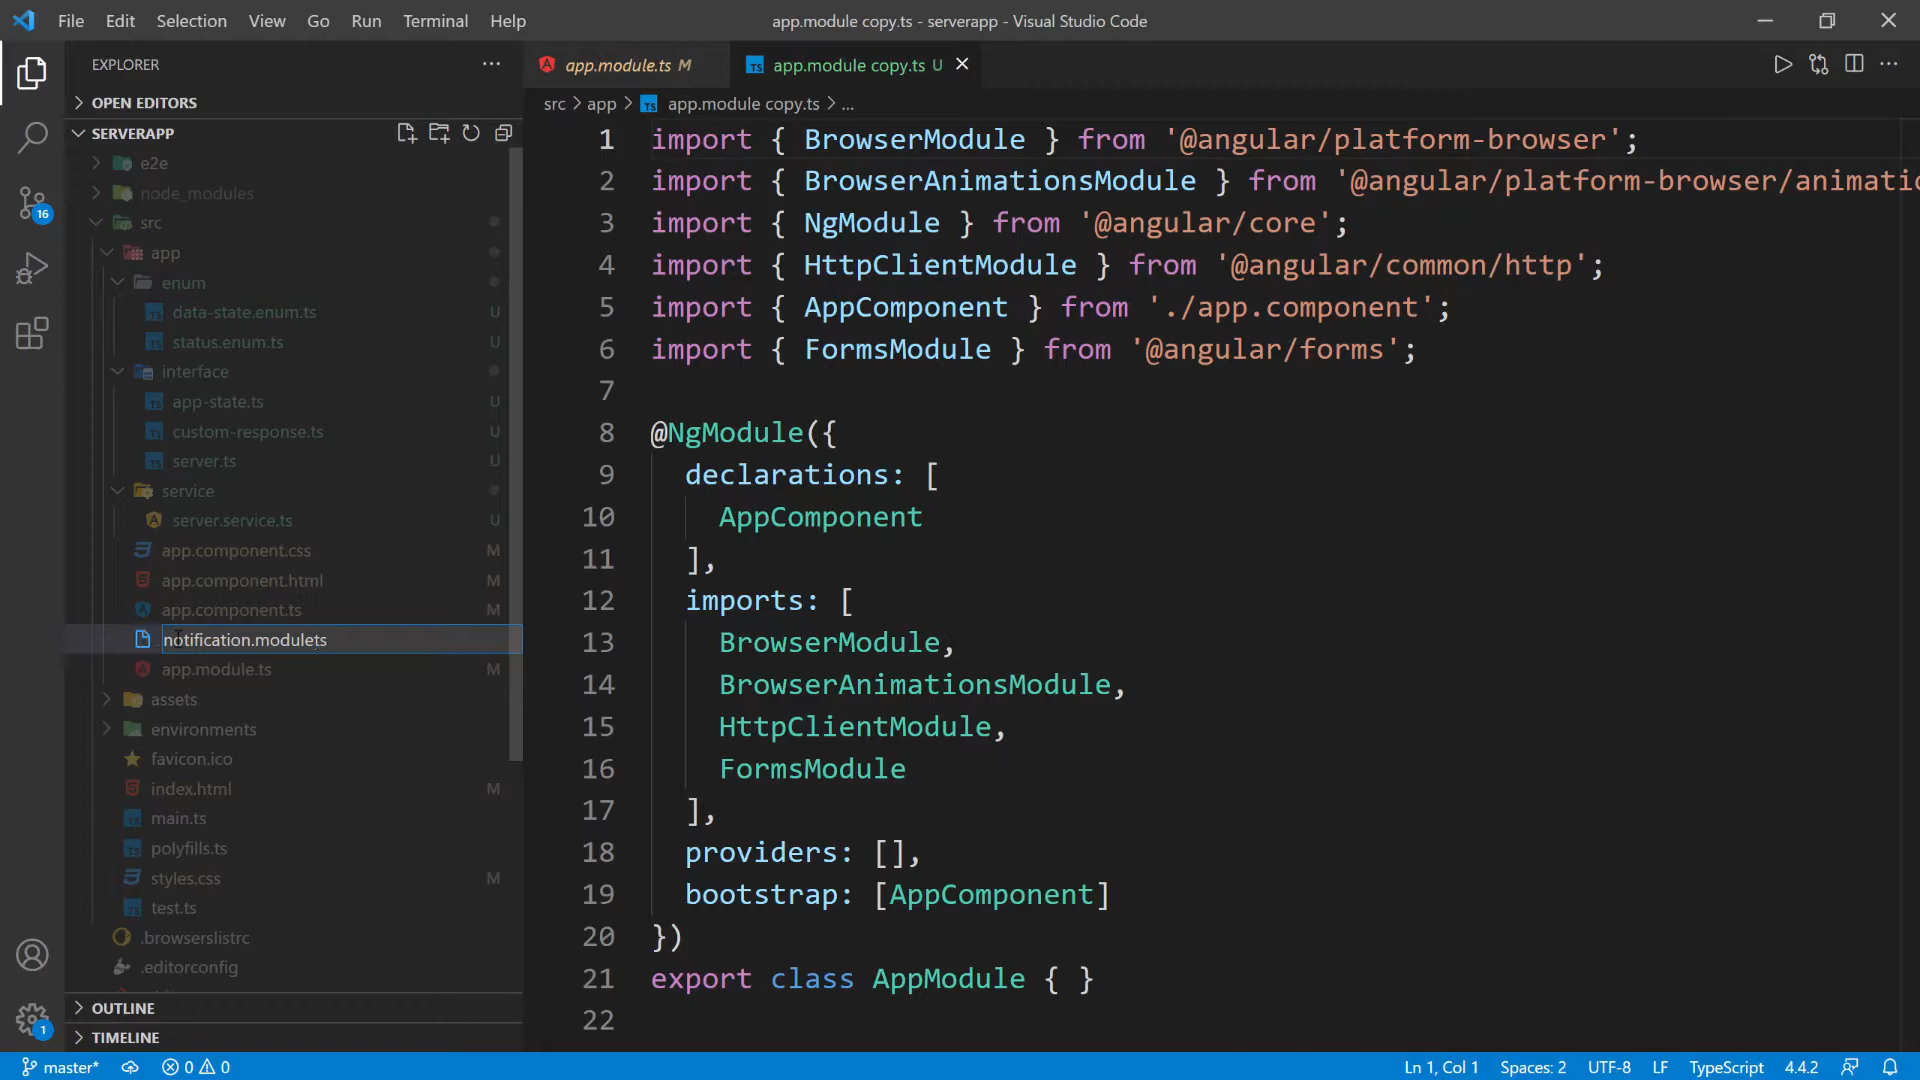 File Edit Selection View Go Run Terminal Help
app.module copy.ts - serverapp - Visual Studio Code
EXPLORER
OPEN EDITORS
SERVERAPP
e2e
node_modules
src
app
enum
data-state.enum.ts U
status.enum.ts U
interface
app-state.ts U
custom-response.ts U
server.ts U
service
server.service.ts U
app.component.css M
app.component.html M
app.component.ts M
notification.modulets
app.module.ts M
assets
environments
favicon.ico
index.html M
main.ts
polyfills.ts
styles.css M
test.ts
.browserslistrc
.editorconfig
OUTLINE
TIMELINE
16
1
app.module.ts M
app.module copy.ts U
src > app > TS app.module copy.ts > ...
1 import { BrowserModule } from '@angular/platform-browser';
2 import { BrowserAnimationsModule } from '@angular/platform-browser/animatio
3 import { NgModule } from '@angular/core';
4 import { HttpClientModule } from '@angular/common/http';
5 import { AppComponent } from './app.component';
6 import { FormsModule } from '@angular/forms';
7
8 @NgModule({
9 declarations: [
10 AppComponent
11 ],
12 imports: [
13 BrowserModule,
14 BrowserAnimationsModule,
15 HttpClientModule,
16 FormsModule
17 ],
18 providers: [],
19 bootstrap: [AppComponent]
20 })
21 export class AppModule { }
22
master* 0 0
Ln 1, Col 1 Spaces: 2 UTF-8 LF TypeScript 4.4.2